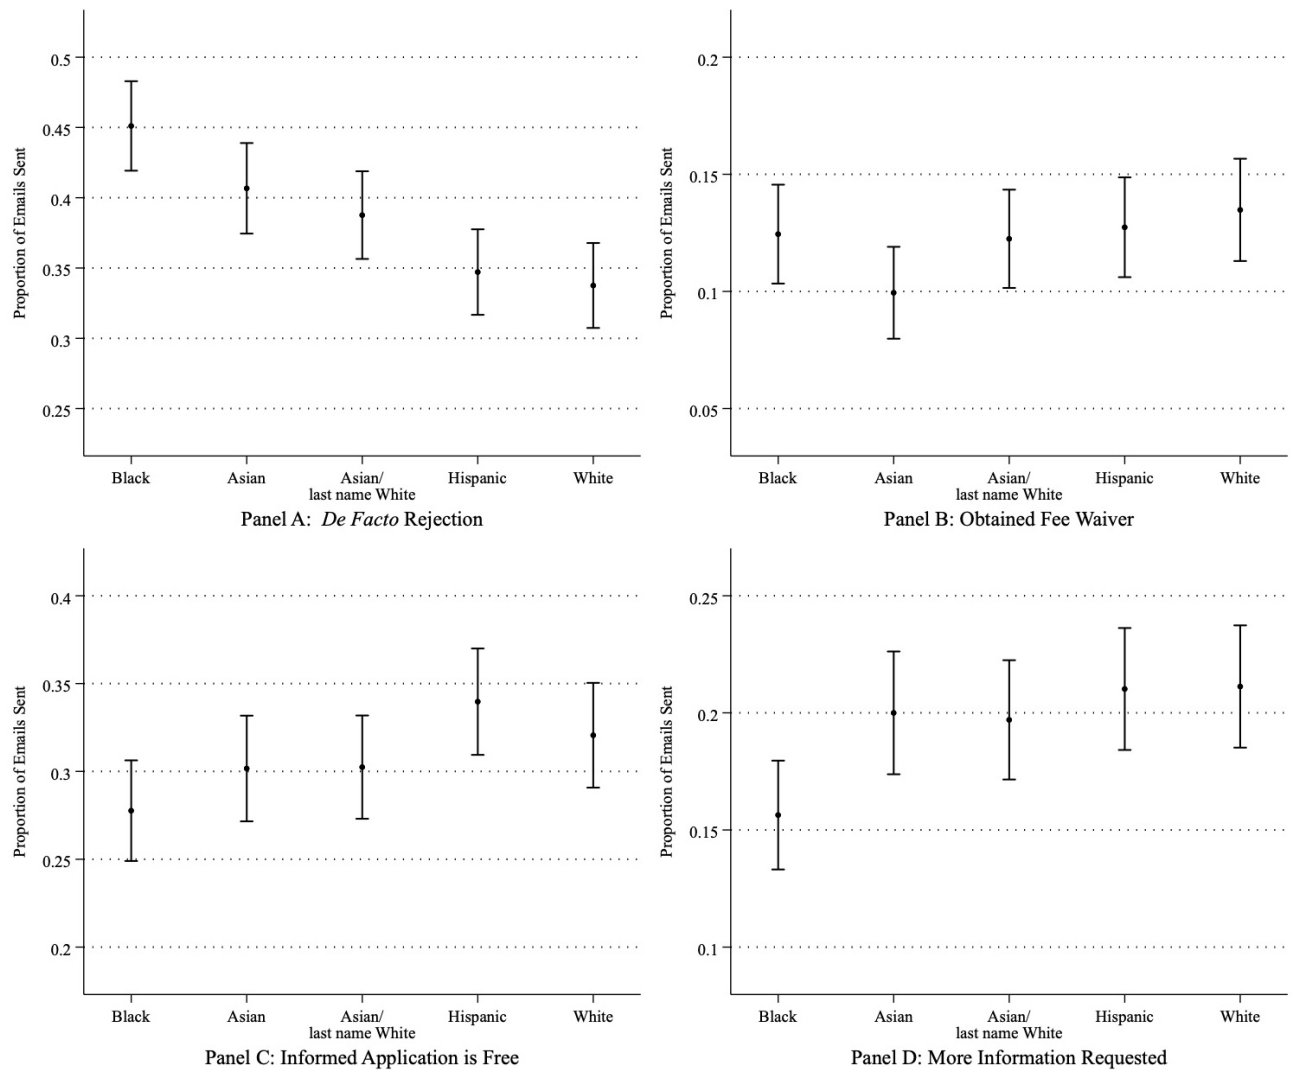 Proportion of Emails Sent
0.5
0.45
0.4
0.35
0.3
0.25
Black
Asian
Asian/
last name White
Hispanic
White
Panel A: De Facto Rejection
Proportion of Emails Sent
0.2
0.15
0.1
0.05
Black
Asian
Asian/
last name White
Hispanic
White
Panel B: Obtained Fee Waiver
Proportion of Emails Sent
0.4
0.35
0.3
0.25
0.2
Black
Asian
Asian/
last name White
Hispanic
White
Panel C: Informed Application is Free
Proportion of Emails Sent
0.25
0.2
0.15
0.1
Black
Asian
Asian/
last name White
Hispanic
White
Panel D: More Information Requested